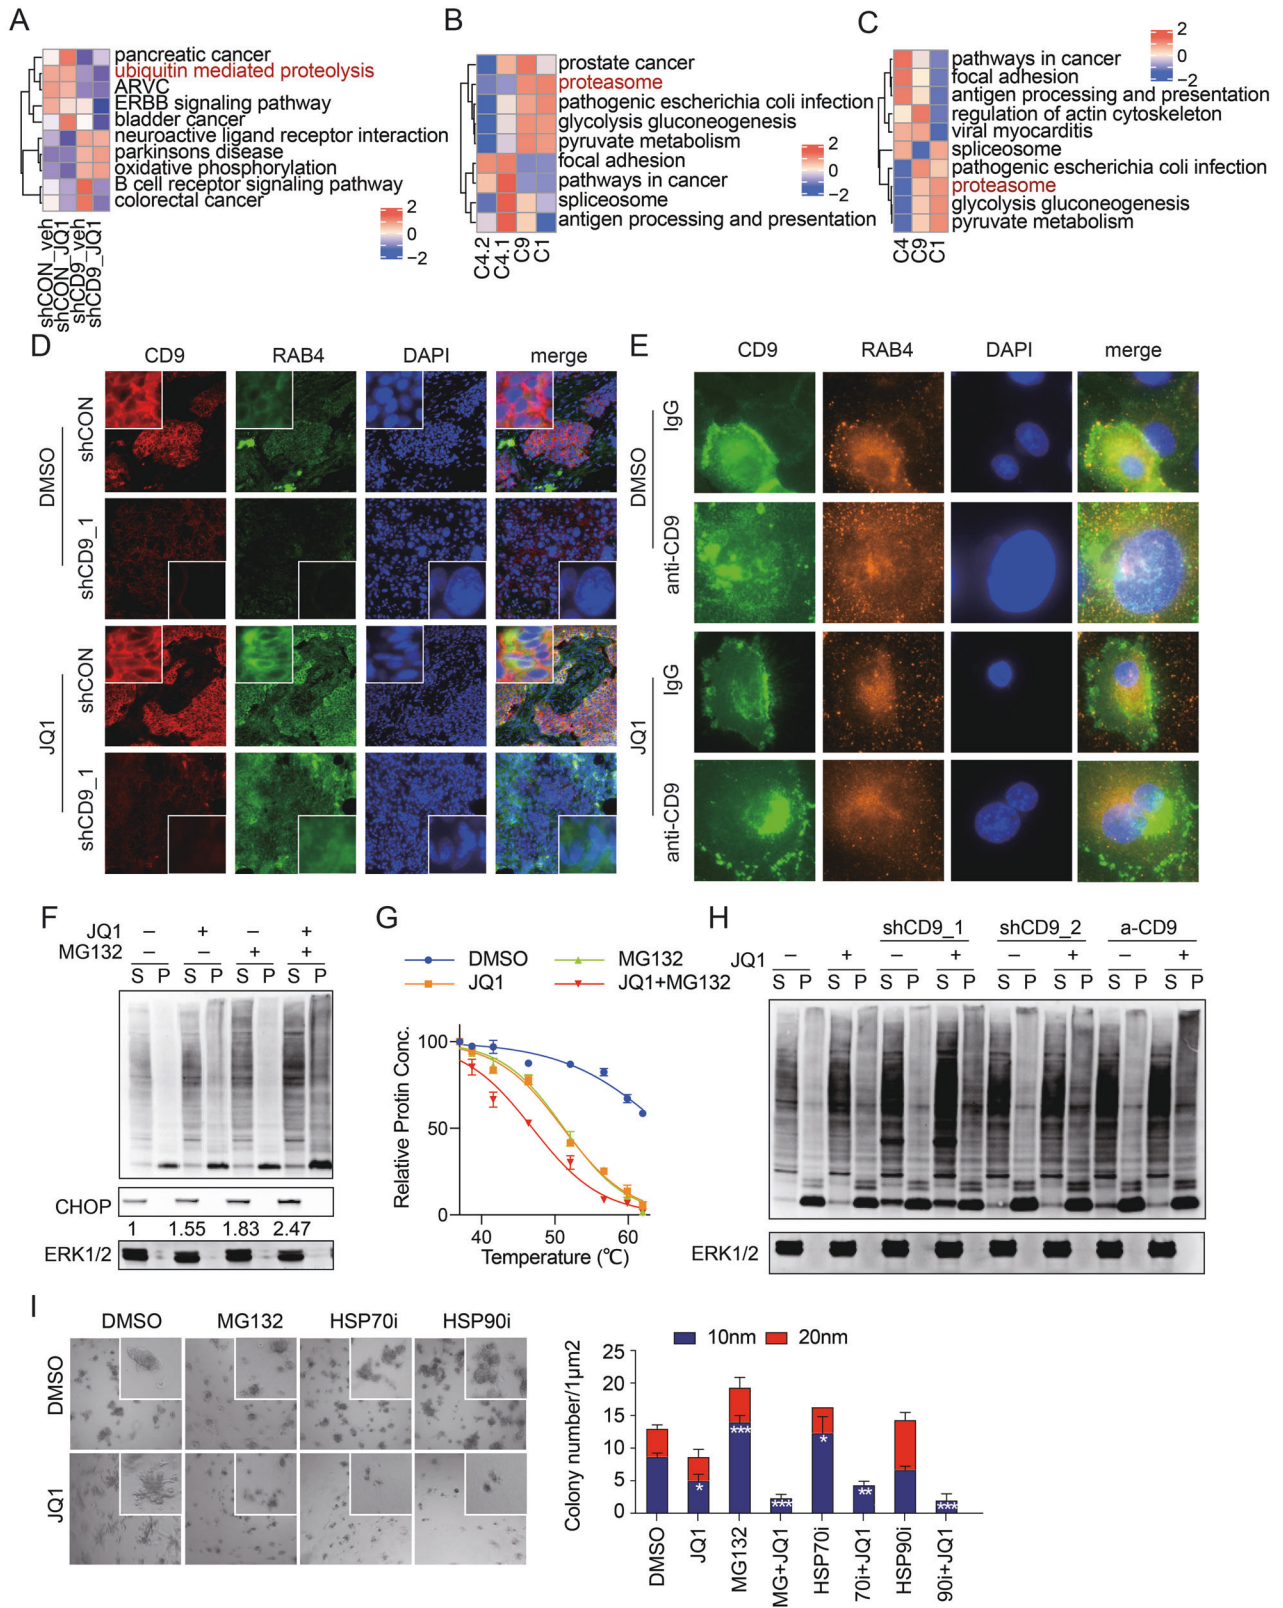 A
pancreatic cancer
ubiquitin mediated proteolysis
ARVC
ERBB signaling pathway
bladder cancer
neuroactive ligand receptor interaction
parkinsons disease
oxidative phosphorylation
B cell receptor signaling pathway
colorectal cancer
2
0
−2
shCON_veh
shCON_JQ1
shCD9_veh
shCD9_JQ1
B
prostate cancer
proteasome
pathogenic escherichia coli infection
glycolysis gluconeogenesis
pyruvate metabolism
focal adhesion
pathways in cancer
spliceosome
antigen processing and presentation
2
0
−2
C4.2
C4.1
C9
C1
C
2
0
−2
pathways in cancer
focal adhesion
antigen processing and presentation
regulation of actin cytoskeleton
viral myocarditis
spliceosome
pathogenic escherichia coli infection
proteasome
glycolysis gluconeogenesis
pyruvate metabolism
C4
C9
C1
D
CD9 RAB4 DAPI merge
DMSO
shCON
shCD9_1
JQ1
shCON
shCD9_1
E
CD9 RAB4 DAPI merge
DMSO
IgG
anti-CD9
JQ1
IgG
anti-CD9
F
JQ1 – + – +
MG132 – – + +
S P S P S P S P
CHOP
1 1.55 1.83 2.47
ERK1/2
G
DMSO MG132
JQ1 JQ1+MG132
Relative Protin Conc.
100
50
0
40 50 60
Temperature (℃)
H
shCD9_1 shCD9_2 a-CD9
JQ1 – + – + – + – +
S P S P S P S P S P S P S P S P
ERK1/2
I
DMSO MG132 HSP70i HSP90i
DMSO
JQ1
10nm 20nm
Colony number/1μm2
25
20
15
10
5
0
* *** *** * ** ***
DMSO
JQ1
MG132
MG+JQ1
HSP70i
70i+JQ1
HSP90i
90i+JQ1